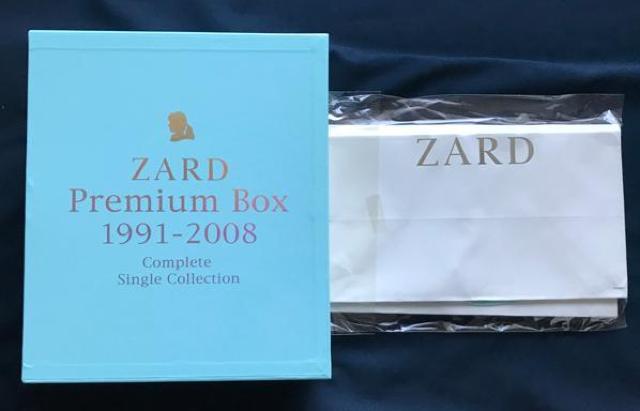 ZARD
Premium Box
1991-2008
Complete
Single Collection
ZARD